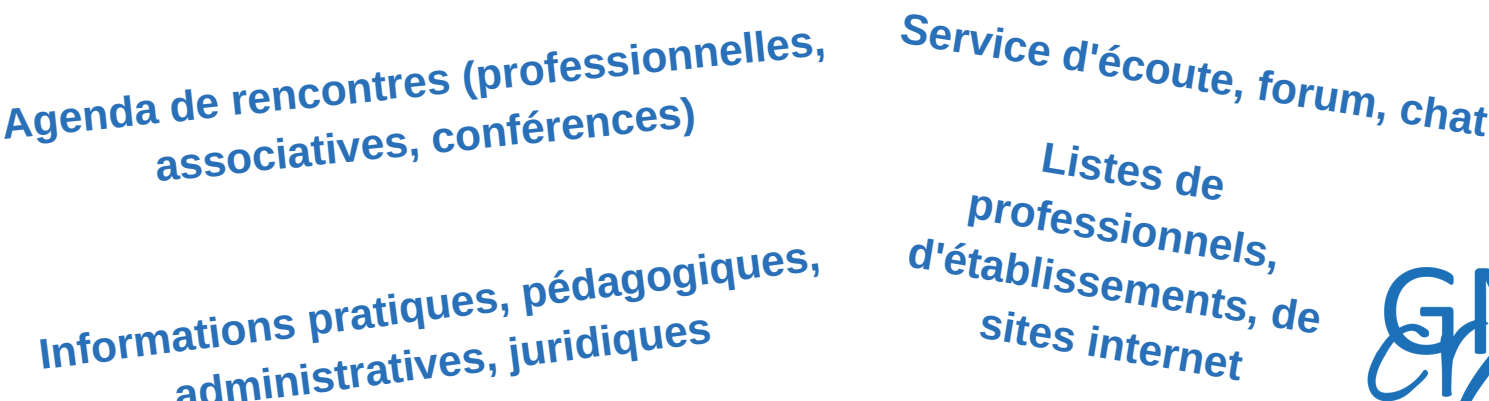 Agenda de rencontres (professionnelles,
associatives, conférences)
Service d'écoute, forum, chat
Listes de
professionnels,
d'établissements, de
sites internet
Informations pratiques, pédagogiques,
administratives, juridiques